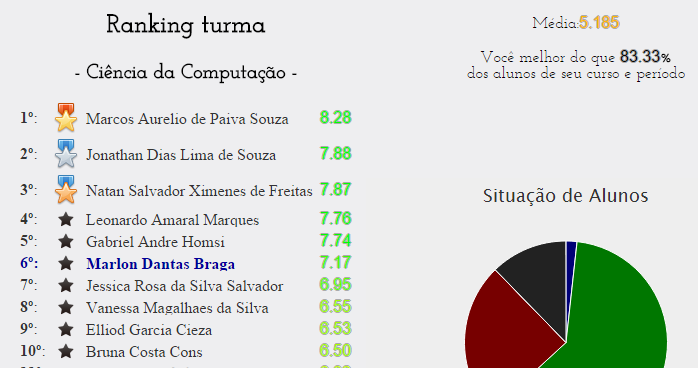 Ranking turma
- Ciência da Computação -
1º: Marcos Aurelio de Paiva Souza 8.28
2º: Jonathan Dias Lima de Souza 7.88
3º: Natan Salvador Ximenes de Freitas 7.87
4º: Leonardo Amaral Marques 7.76
5º: Gabriel Andre Homsi 7.74
6º: Marlon Dantas Braga 7.17
7º: Jessica Rosa da Silva Salvador 6.95
8º: Vanessa Magalhaes da Silva 6.55
9º: Elliod Garcia Cieza 6.53
10º: Bruna Costa Cons 6.50
Média:5.185
Você melhor do que 83.33%
dos alunos de seu curso e período
Situação de Alunos